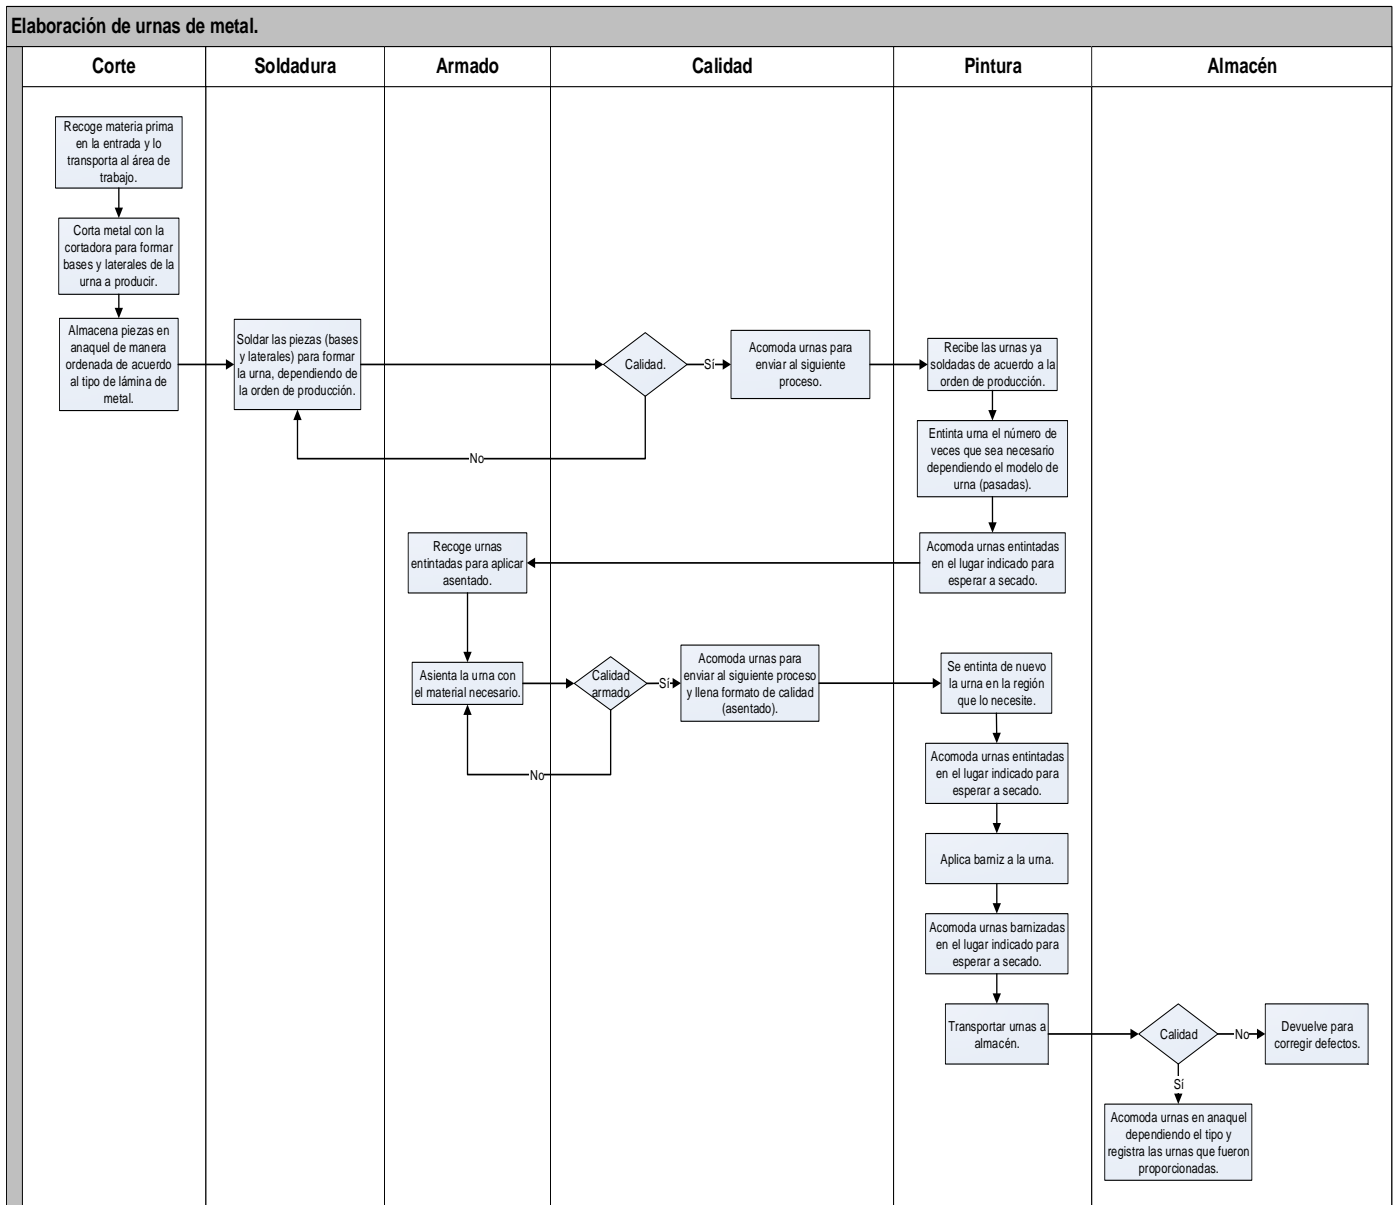 Elaboración de urnas de metal.
Corte
Soldadura
Armado
Calidad
Pintura
Almacén
Recoge materia prima
en la entrada y lo
transporta al área de
trabajo.
Corta metal con la
cortadora para formar
bases y laterales de la
urna a producir.
Almacena piezas en
anaquel de manera
ordenada de acuerdo
al tipo de lámina de
metal.
Soldar las piezas (bases
y laterales) para formar
la urna, dependiendo de
la orden de producción.
Calidad.
Sí
No
Acomoda urnas para
enviar al siguiente
proceso.
Recibe las urnas ya
soldadas de acuerdo a la
orden de producción.
Entinta urna el número de
veces que sea necesario
dependiendo el modelo de
urna (pasadas).
Acomoda urnas entintadas
en el lugar indicado para
esperar a secado.
Recoge urnas
entintadas para aplicar
asentado.
Asienta la urna con
el material necesario.
Calidad
armado
Sí
No
Acomoda urnas para
enviar al siguiente proceso
y llena formato de calidad
(asentado).
Se entinta de nuevo
la urna en la región
que lo necesite.
Acomoda urnas entintadas
en el lugar indicado para
esperar a secado.
Aplica barniz a la urna.
Acomoda urnas barnizadas
en el lugar indicado para
esperar a secado.
Transportar urnas a
almacén.
Calidad
No
Devuelve para
corregir defectos.
Sí
Acomoda urnas en anaquel
dependiendo el tipo y
registra las urnas que fueron
proporcionadas.